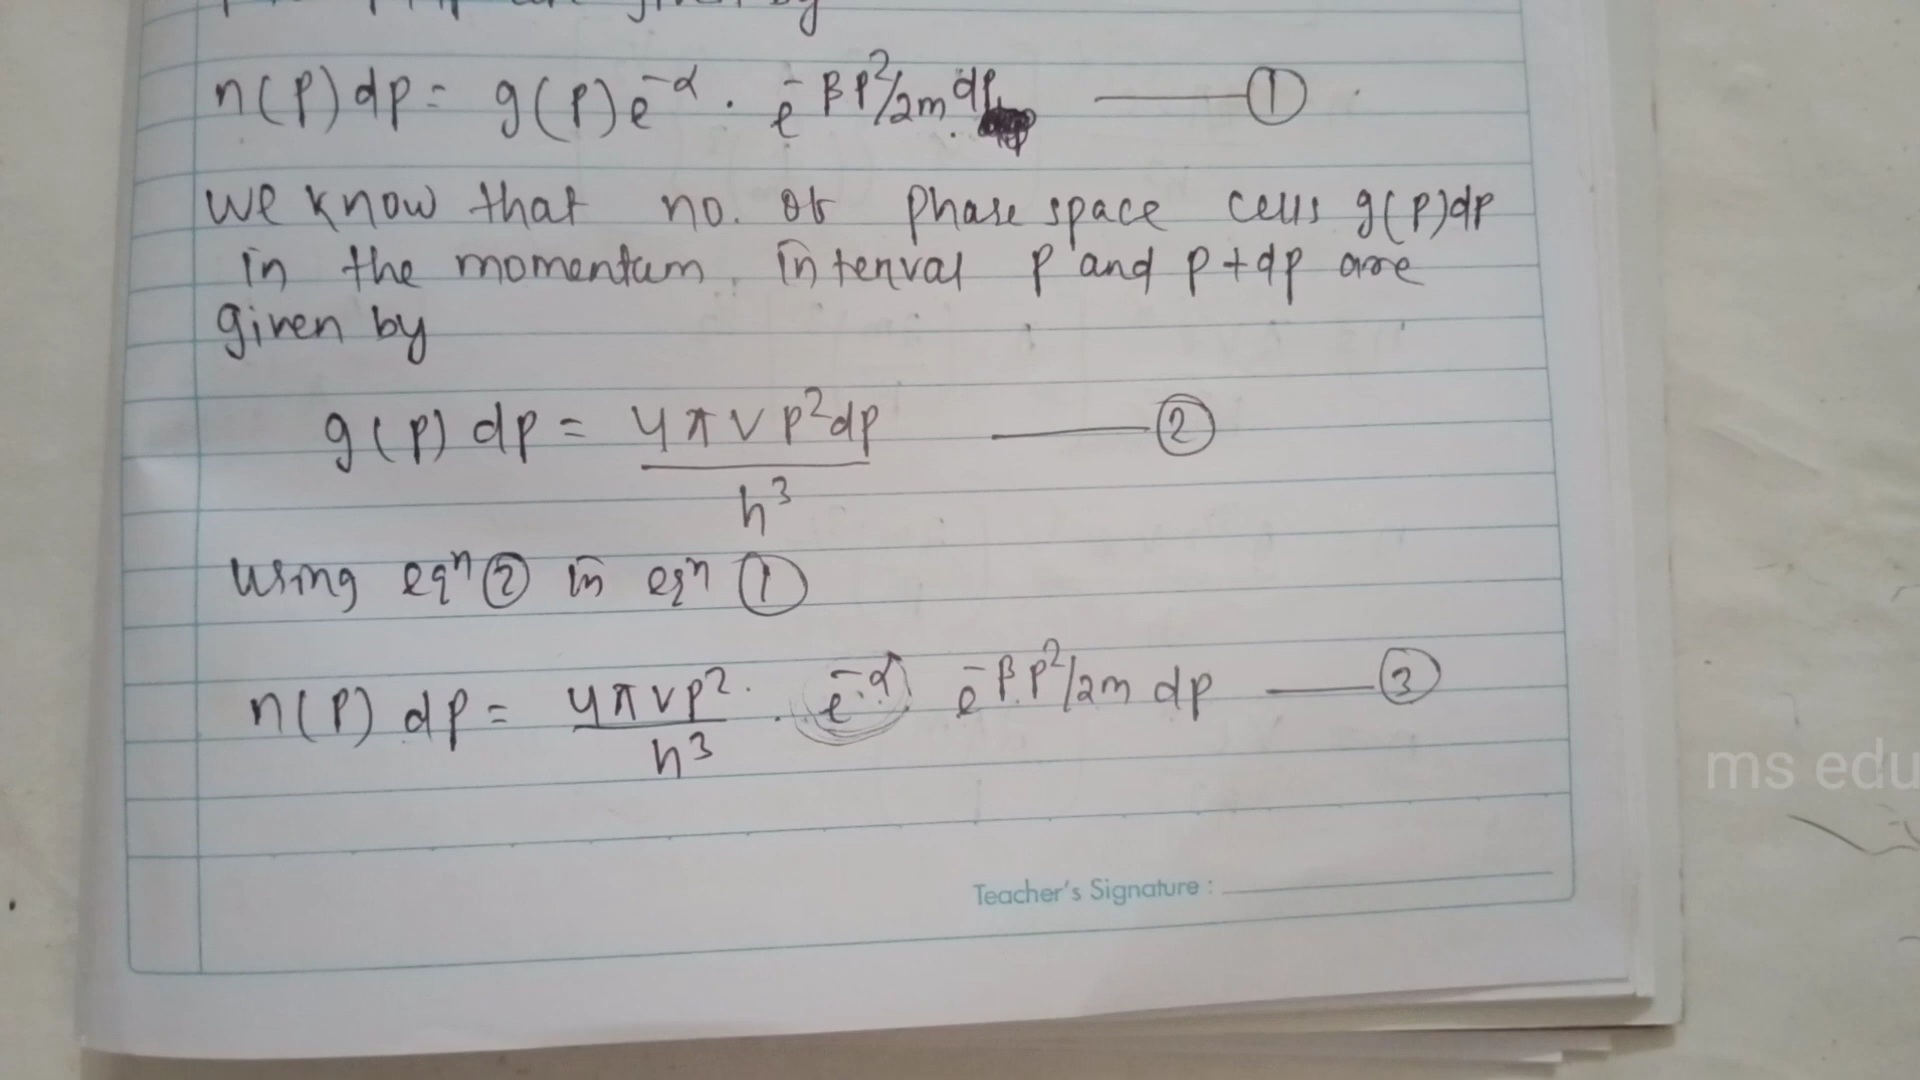 given by
n(p) dp = g(p) e^-α . e^-βp²/2m dp —— ①
we know that no. of phase space cells g(p)dp
in the momentum interval p and p+dp are
given by
g(p) dp = 4πVp²dp —— ②
h³
using eqⁿ ② in eqⁿ ①
n(p) dp = 4πVp² . e^-α e^-βp²/2m dp —— ③
h³
ms edu
Teacher's Signature :